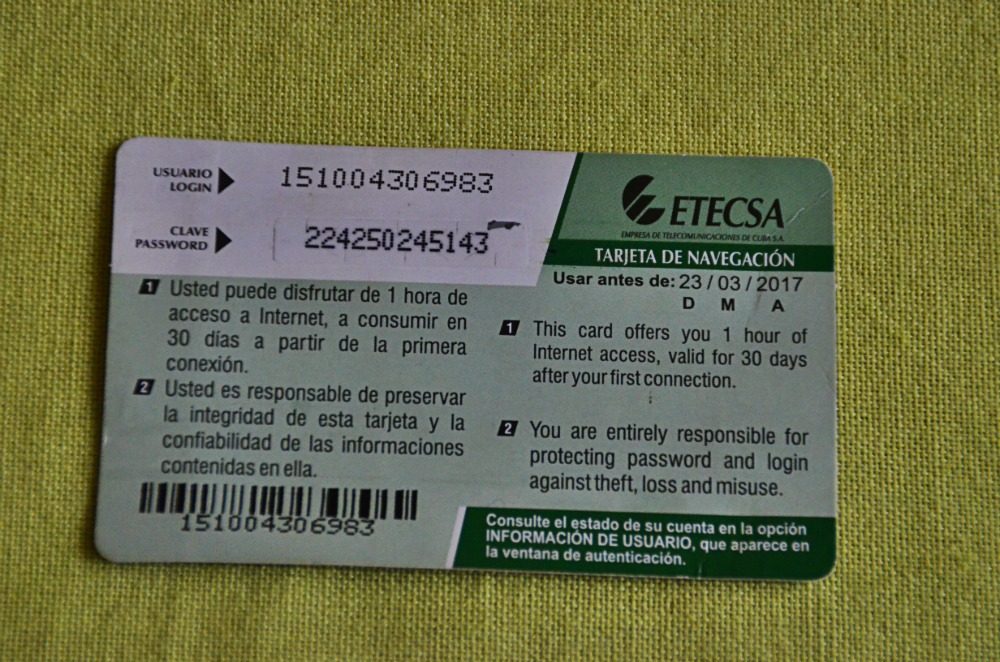 USUARIO
LOGIN
151004306983
CLAVE
PASSWORD
224250245143
ETECSA
EMPRESA DE TELECOMUNICACIONES DE CUBA S.A.
TARJETA DE NAVEGACIÓN
Usar antes de: 23 / 03 / 2017
D M A
1 Usted puede disfrutar de 1 hora de
acceso a Internet, a consumir en
30 días a partir de la primera
conexión.
2 Usted es responsable de preservar
la integridad de esta tarjeta y la
confiabilidad de las informaciones
contenidas en ella.
151004306983
1 This card offers you 1 hour of
Internet access, valid for 30 days
after your first connection.
2 You are entirely responsible for
protecting password and login
against theft, loss and misuse.
Consulte el estado de su cuenta en la opción
INFORMACIÓN DE USUARIO, que aparece en
la ventana de autenticación.